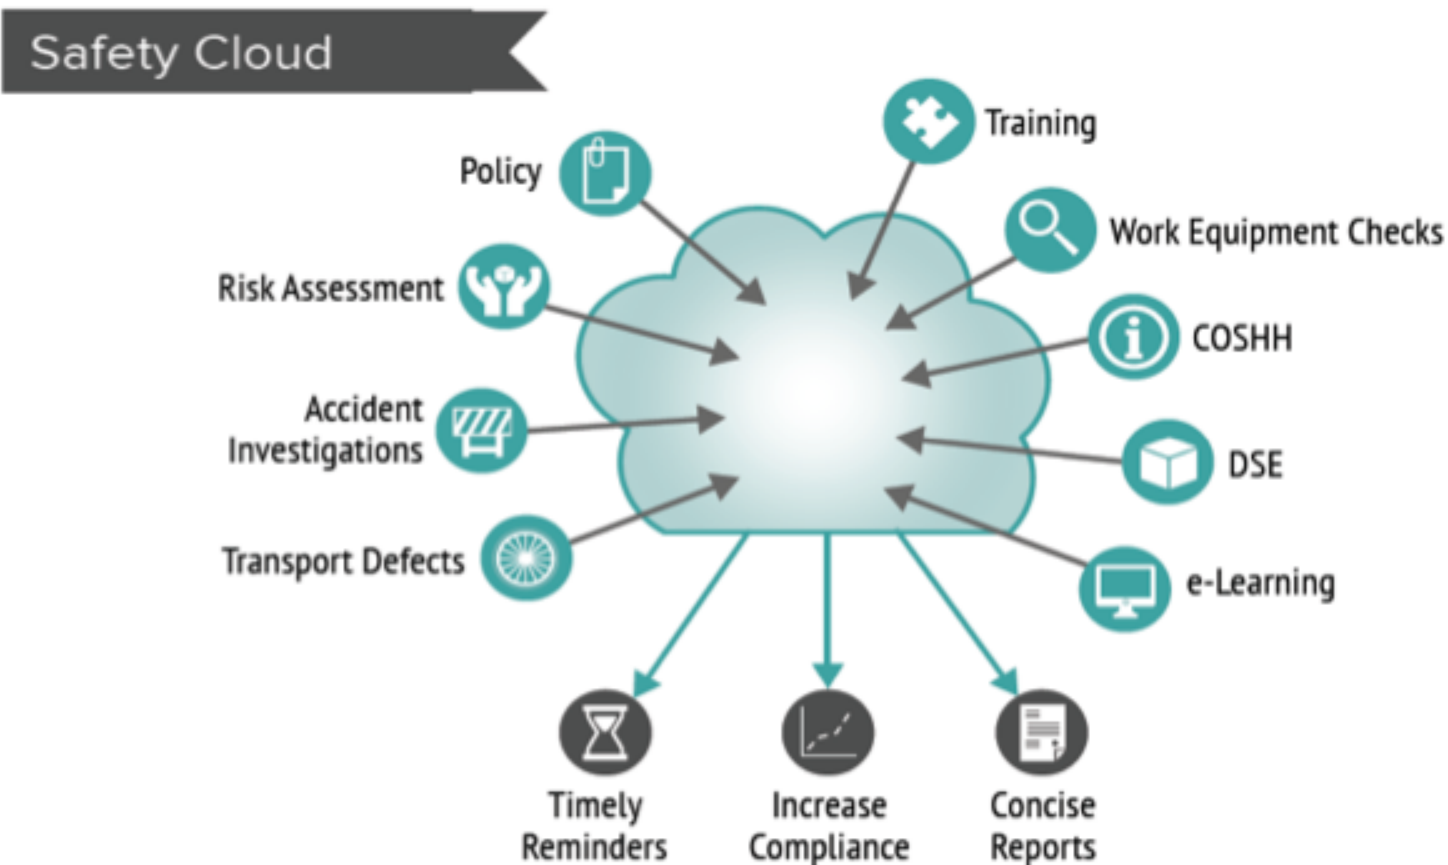 Safety Cloud
Training
Policy
Work Equipment Checks
Risk Assessment
COSHH
Accident
Investigations
DSE
Transport Defects
e-Learning
Timely
Reminders
Increase
Compliance
Concise
Reports